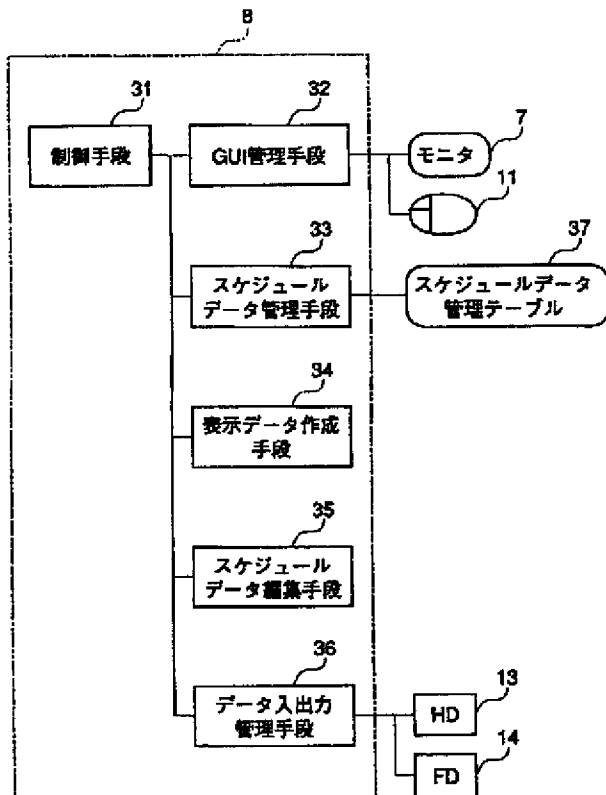 8
31
制御手段
32
GUI管理手段
7
モニタ
11
33
スケジュール
データ管理手段
37
スケジュールデータ
管理テーブル
34
表示データ作成
手段
35
スケジュール
データ編集手段
36
データ入出力
管理手段
13
HD
14
FD